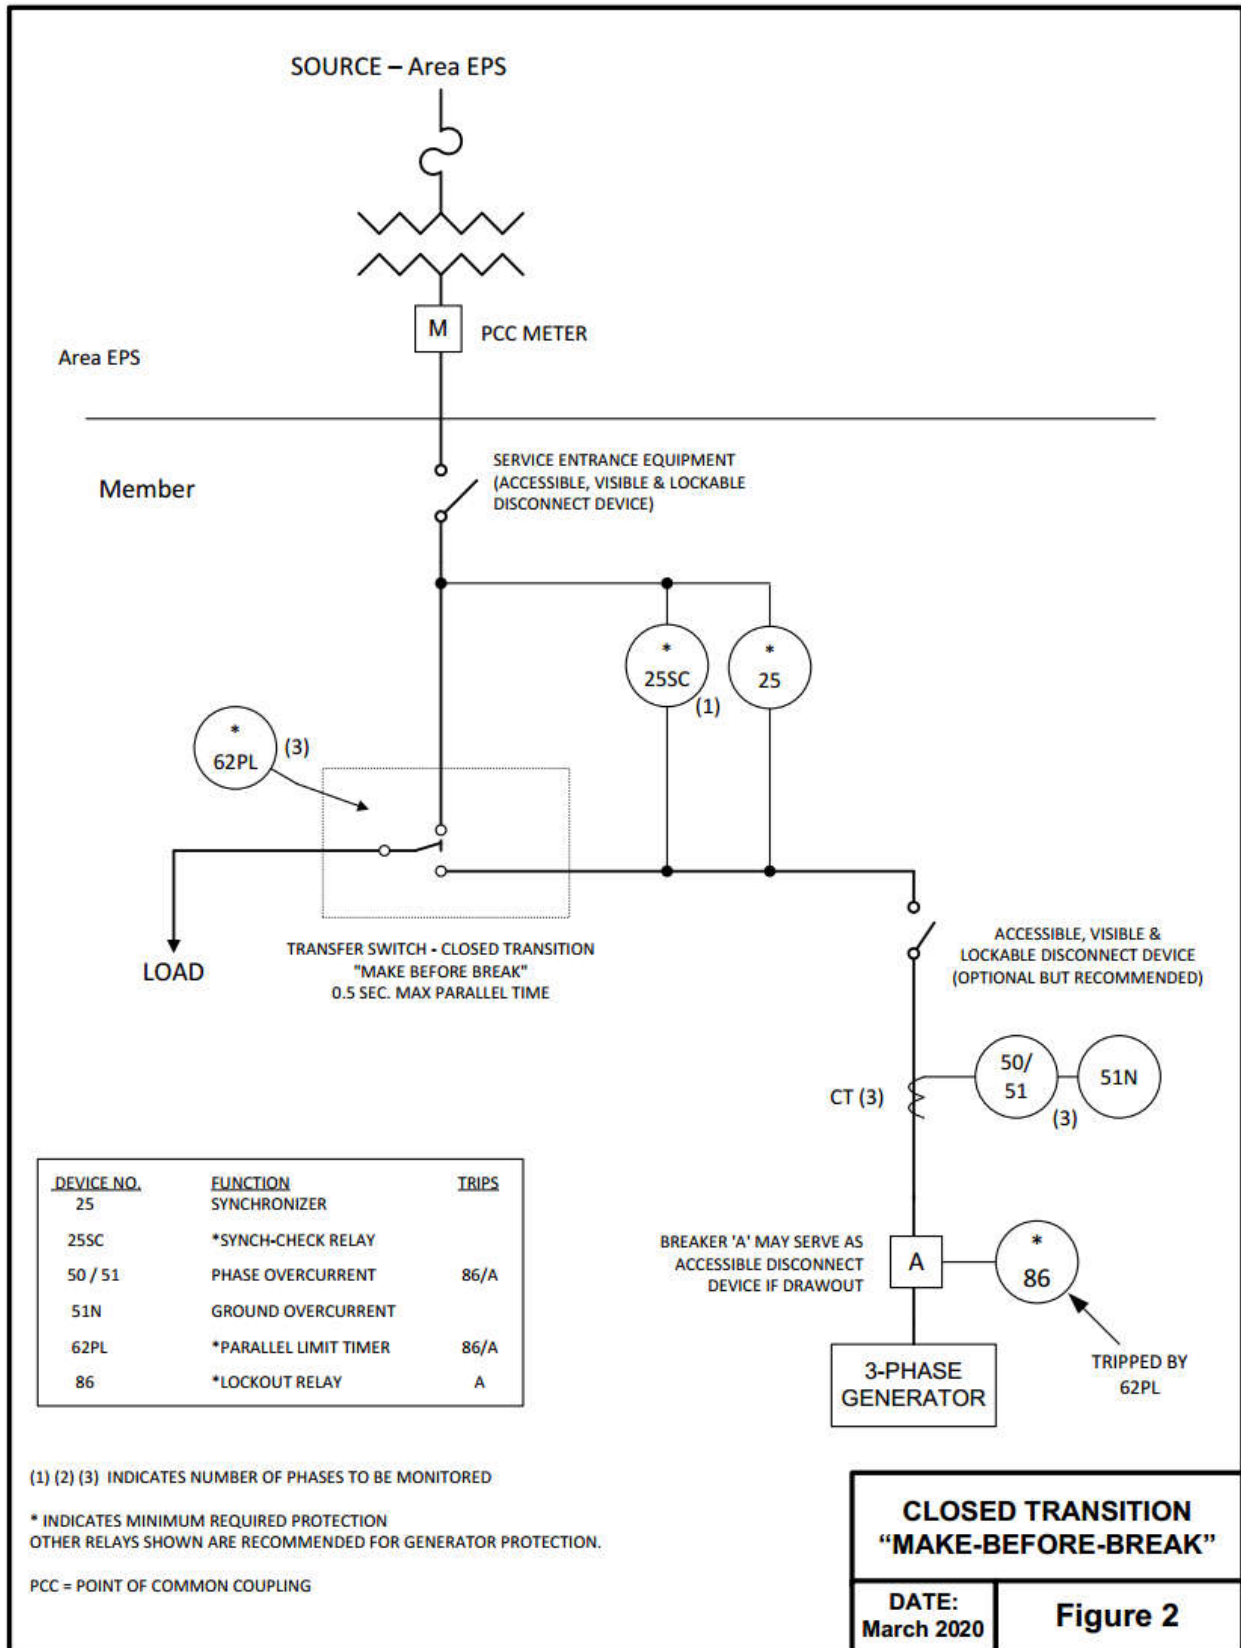 SOURCE – Area EPS
M
PCC METER
Area EPS
Member
SERVICE ENTRANCE EQUIPMENT
(ACCESSIBLE, VISIBLE & LOCKABLE
DISCONNECT DEVICE)
*
25SC
(1)
*
25
*
62PL
(3)
LOAD
TRANSFER SWITCH - CLOSED TRANSITION
"MAKE BEFORE BREAK"
0.5 SEC. MAX PARALLEL TIME
ACCESSIBLE, VISIBLE &
LOCKABLE DISCONNECT DEVICE
(OPTIONAL BUT RECOMMENDED)
CT (3)
50/
51
(3)
51N
BREAKER 'A' MAY SERVE AS
ACCESSIBLE DISCONNECT
DEVICE IF DRAWOUT
A
*
86
TRIPPED BY
62PL
3-PHASE
GENERATOR
DEVICE NO. FUNCTION TRIPS
25 SYNCHRONIZER
25SC *SYNCH-CHECK RELAY
50 / 51 PHASE OVERCURRENT 86/A
51N GROUND OVERCURRENT
62PL *PARALLEL LIMIT TIMER 86/A
86 *LOCKOUT RELAY A
(1) (2) (3) INDICATES NUMBER OF PHASES TO BE MONITORED
* INDICATES MINIMUM REQUIRED PROTECTION
OTHER RELAYS SHOWN ARE RECOMMENDED FOR GENERATOR PROTECTION.
PCC = POINT OF COMMON COUPLING
CLOSED TRANSITION
“MAKE-BEFORE-BREAK”
DATE:
March 2020
Figure 2